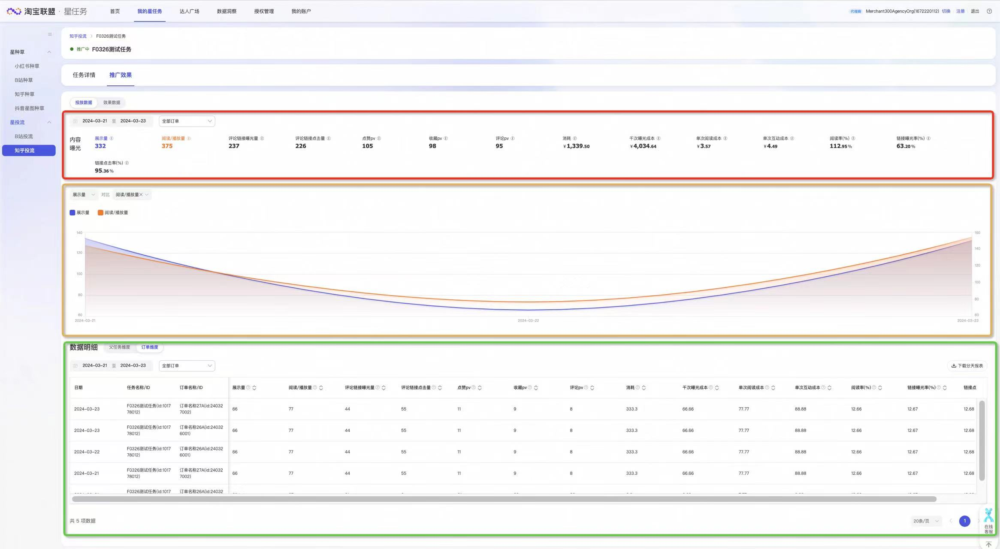 淘宝联盟 · 星任务 首页 我的星任务 达人广场 数据洞察 授权管理 我的账户 代理商 Merchant300AgencyOrg(1672220112) 切换 注册 退出
星种草
小红书种草
B站种草
知乎种草
抖音星图种草
星投流
B站投流
知乎投流
知乎投流 > F0326测试任务
推广中 F0326测试任务
任务详情 推广效果
投放数据 效果数据
2024-03-21 至 2024-03-23 全部订单
内容曝光
展示量 332
阅读/播放量 375
评论链接曝光量 237
评论链接点击量 226
点赞pv 105
收藏pv 98
评论pv 95
消耗 ¥1,339.50
千次曝光成本 ¥4,034.64
单次阅读成本 ¥3.57
单次互动成本 ¥4.49
阅读率(%) 112.95%
链接曝光率(%) 63.20%
链接点击率(%) 95.36%
展示量 对比 阅读/播放量×
展示量 阅读/播放量
140 160
120 140
120
100
100
80 80
60 60
2024-03-21 2024-03-22 2024-03-23
数据明细 父任务维度 订单维度
2024-03-21 至 2024-03-23 全部订单 下载分天报表
日期 任务名称/ID 订单名称/ID 展示量 阅读/播放量 评论链接曝光量 评论链接点击量 点赞pv 收藏pv 评论pv 消耗 千次曝光成本 单次阅读成本 单次互动成本 阅读率(%) 链接曝光率(%) 链接点
2024-03-23 F0326测试任务(id:101778012) 订单名称27A(id:240327002) 66 77 44 55 11 9 8 333.3 66.66 77.77 88.88 12.66 12.67 12.68
2024-03-23 F0326测试任务(id:101778012) 订单名称26A(id:240326001) 66 77 44 55 11 9 8 333.3 66.66 77.77 88.88 12.66 12.67 12.68
2024-03-22 F0326测试任务(id:101778012) 订单名称26A(id:240326001) 66 77 44 55 11 9 8 333.3 66.66 77.77 88.88 12.66 12.67 12.68
2024-03-21 F0326测试任务(id:101778012) 订单名称27A(id:240327002) 66 77 44 55 11 9 8 333.3 66.66 77.77 88.88 12.66 12.67 12.68
F0326测试任务(id:1017 订单名称26A(id:24032
共 5 项数据 20条/页 1
在线
客服